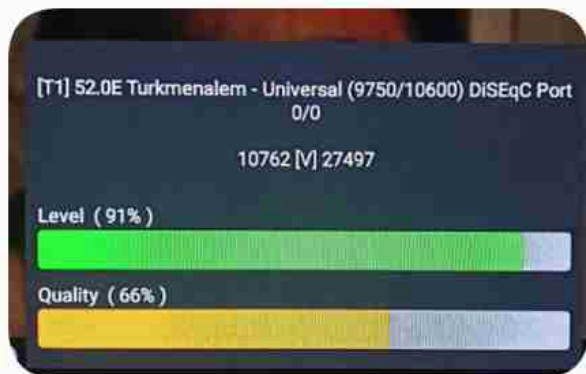 [T1] 52.0E Turkmenalem - Universal (9750/10600) DiSEqC Port
0/0
10762 [V] 27497
Level ( 91% )
Quality ( 66% )